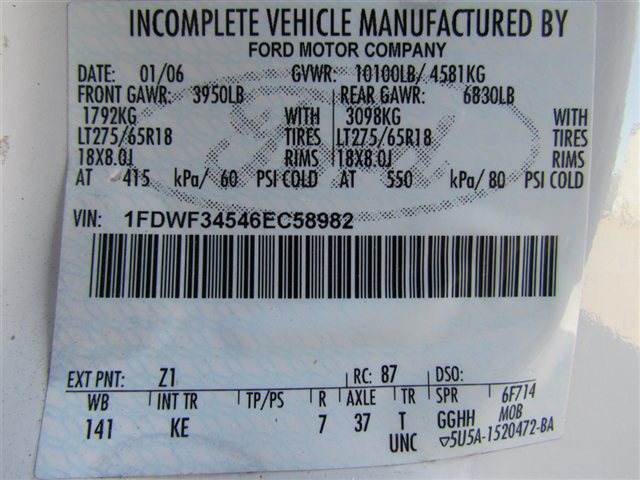 INCOMPLETE VEHICLE MANUFACTURED BY
FORD MOTOR COMPANY
DATE: 01/06 GVWR: 10100LB/ 4581KG
FRONT GAWR: 3950LB REAR GAWR: 6830LB
1792KG WITH 3098KG WITH
LT275/65R18 TIRES LT275/65R18 TIRES
18X8.0J RIMS 18X8.0J RIMS
AT 415 kPa/ 60 PSI COLD AT 550 kPa/ 80 PSI COLD
VIN: 1FDWF34546EC58982
EXT PNT: Z1 RC: 87 DSO:
WB INT TR TP/PS R AXLE TR SPR 6F714
141 KE 7 37 T GGHH MOB
UNC ▽5U5A-1520472-BA